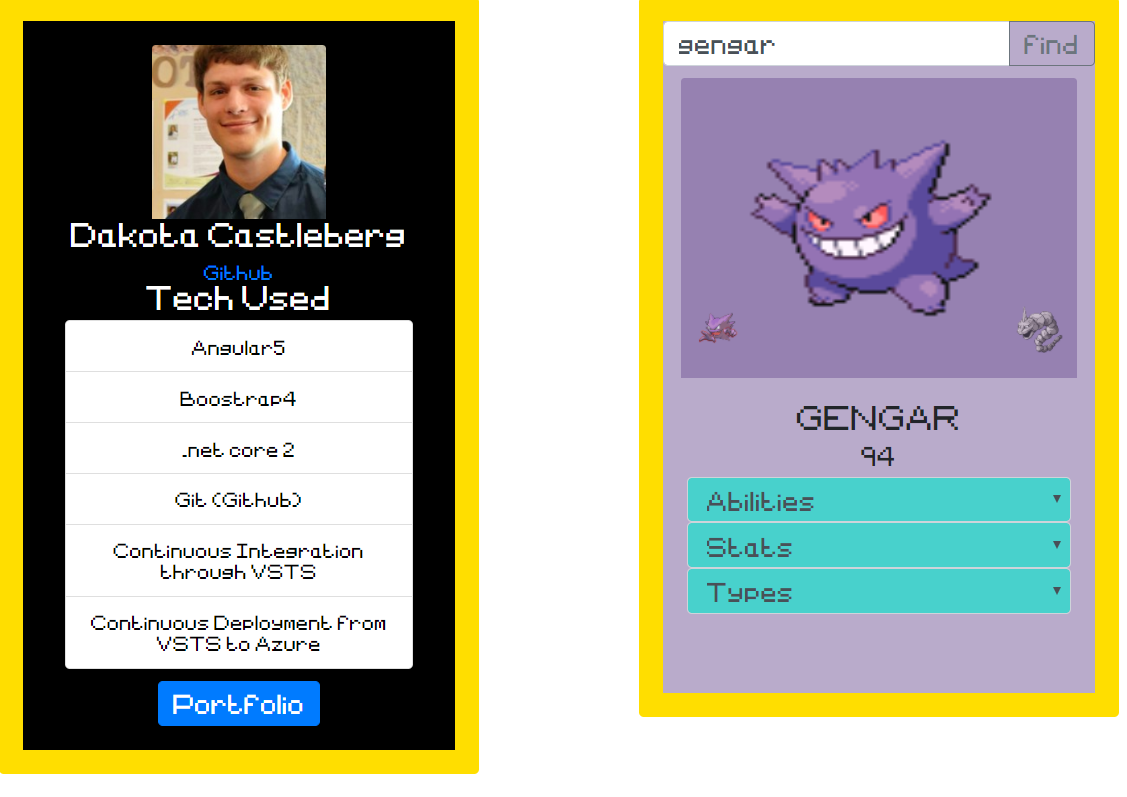 OT
Dakota Castleberg
Github
Tech Used
Angular5
Boostrap4
.net core 2
Git (Github)
Continuous Integration
through VSTS
Continuous Deployment from
VSTS to Azure
Portfolio
gengar
find
GENGAR
94
Abilities
Stats
Types